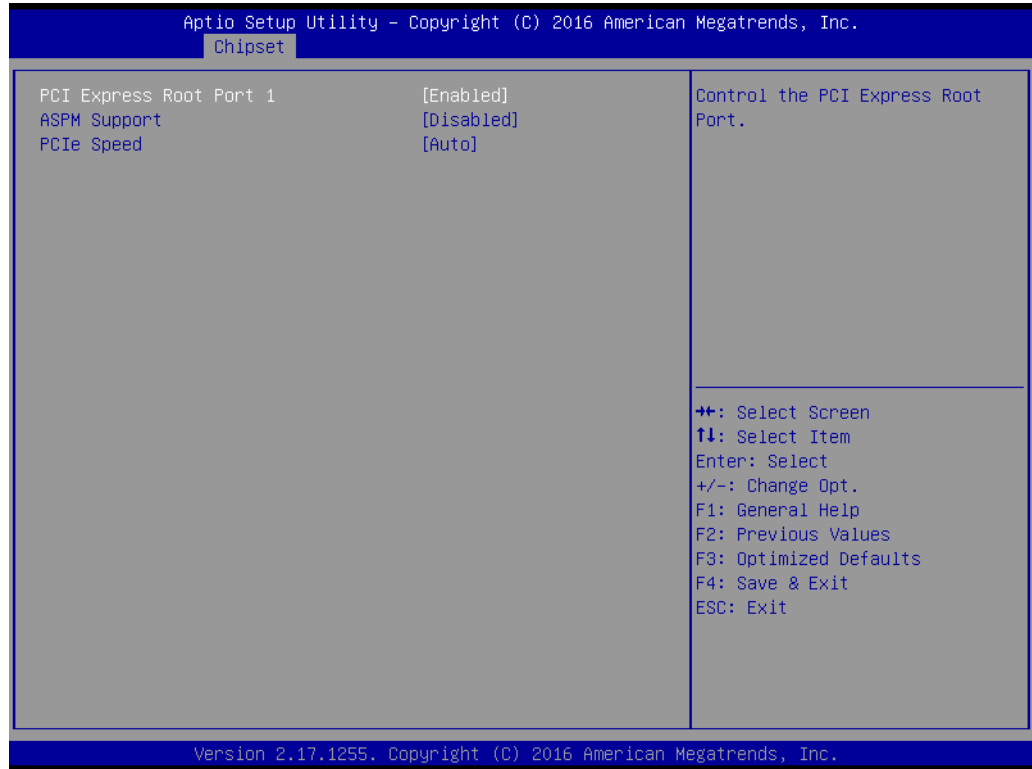 Aptio Setup Utility – Copyright (C) 2016 American Megatrends, Inc.
Chipset
PCI Express Root Port 1 [Enabled]
ASPM Support [Disabled]
PCIe Speed [Auto]
Control the PCI Express Root
Port.
→←: Select Screen
↑↓: Select Item
Enter: Select
+/-: Change Opt.
F1: General Help
F2: Previous Values
F3: Optimized Defaults
F4: Save & Exit
ESC: Exit
Version 2.17.1255. Copyright (C) 2016 American Megatrends, Inc.